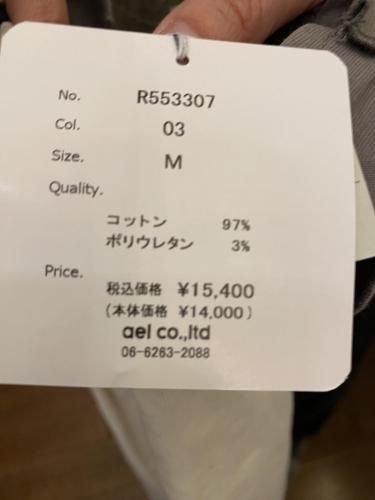 No. R553307
Col. 03
Size. M
Quality.
コットン 97%
ポリウレタン 3%
Price.
税込価格 ¥15,400
(本体価格 ¥14,000)
ael co.,ltd
06-6263-2088